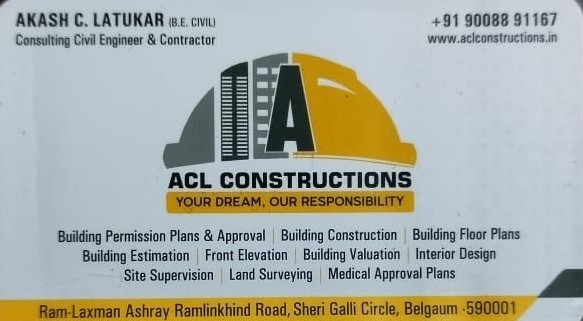 AKASH C. LATUKAR (B.E. CIVIL)
Consulting Civil Engineer & Contractor
+91 90088 91167
www.aclconstructions.in
A
ACL CONSTRUCTIONS
YOUR DREAM, OUR RESPONSIBILITY
Building Permission Plans & Approval | Building Construction | Building Floor Plans
Building Estimation | Front Elevation | Building Valuation | Interior Design
Site Supervision | Land Surveying | Medical Approval Plans
Ram-Laxman Ashray Ramlinkhind Road, Sheri Galli Circle, Belgaum -590001